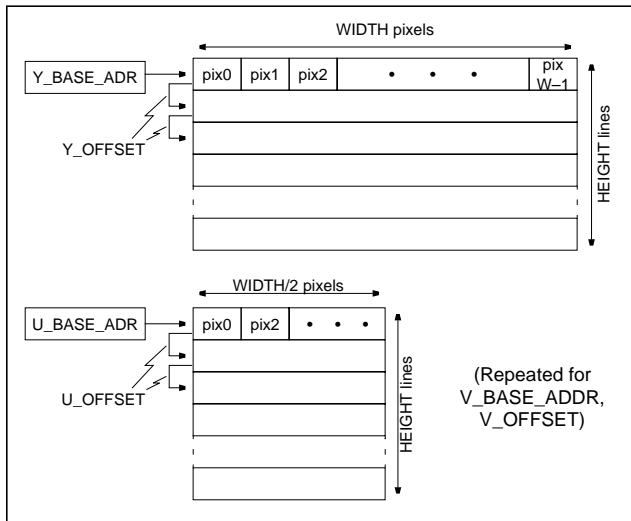 WIDTH pixels
Y_BASE_ADR
pix0 pix1 pix2 • • • pix
W–1
Y_OFFSET
HEIGHT lines
WIDTH/2 pixels
U_BASE_ADR
pix0 pix2 • • •
U_OFFSET
HEIGHT lines
(Repeated for
V_BASE_ADDR,
V_OFFSET)